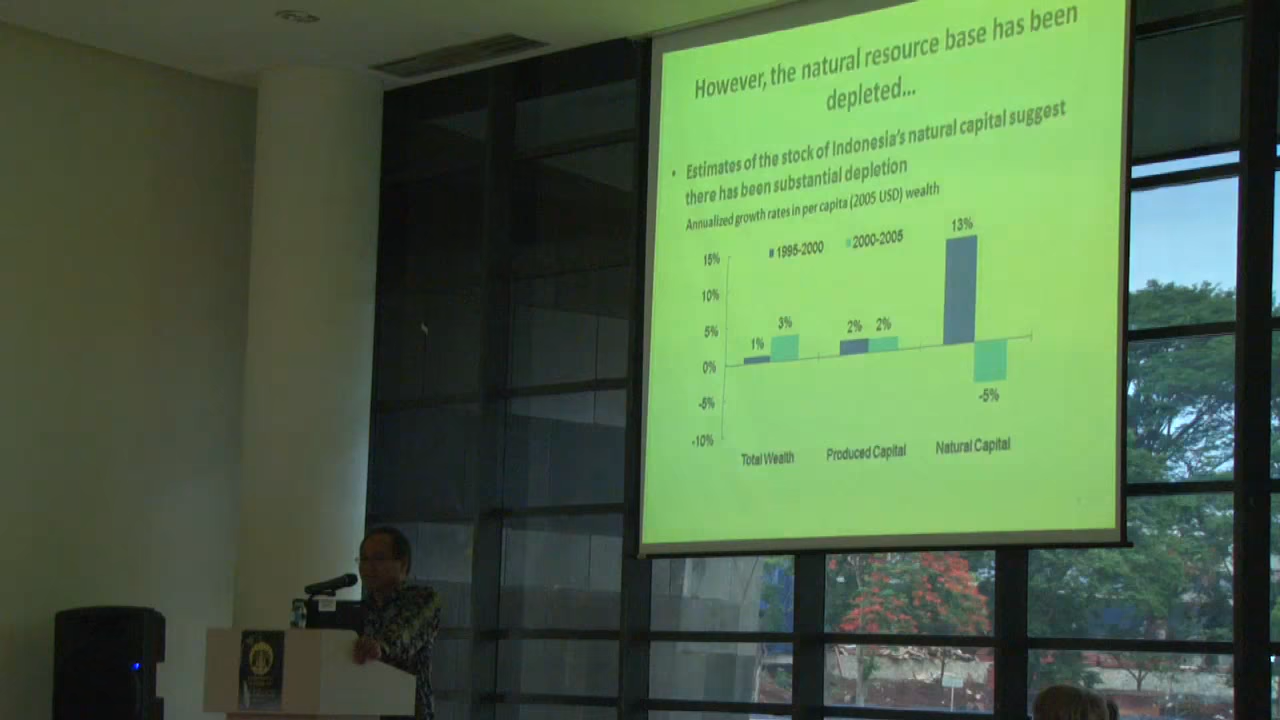 However, the natural resource base has been
depleted...
• Estimates of the stock of Indonesia's natural capital suggest
there has been substantial depletion
Annualized growth rates in per capita (2005 USD) wealth
1995-2000 2000-2005
15%
10%
5%
0%
-5%
-10%
1% 3% 2% 2% 13% -5%
Total Wealth Produced Capital Natural Capital